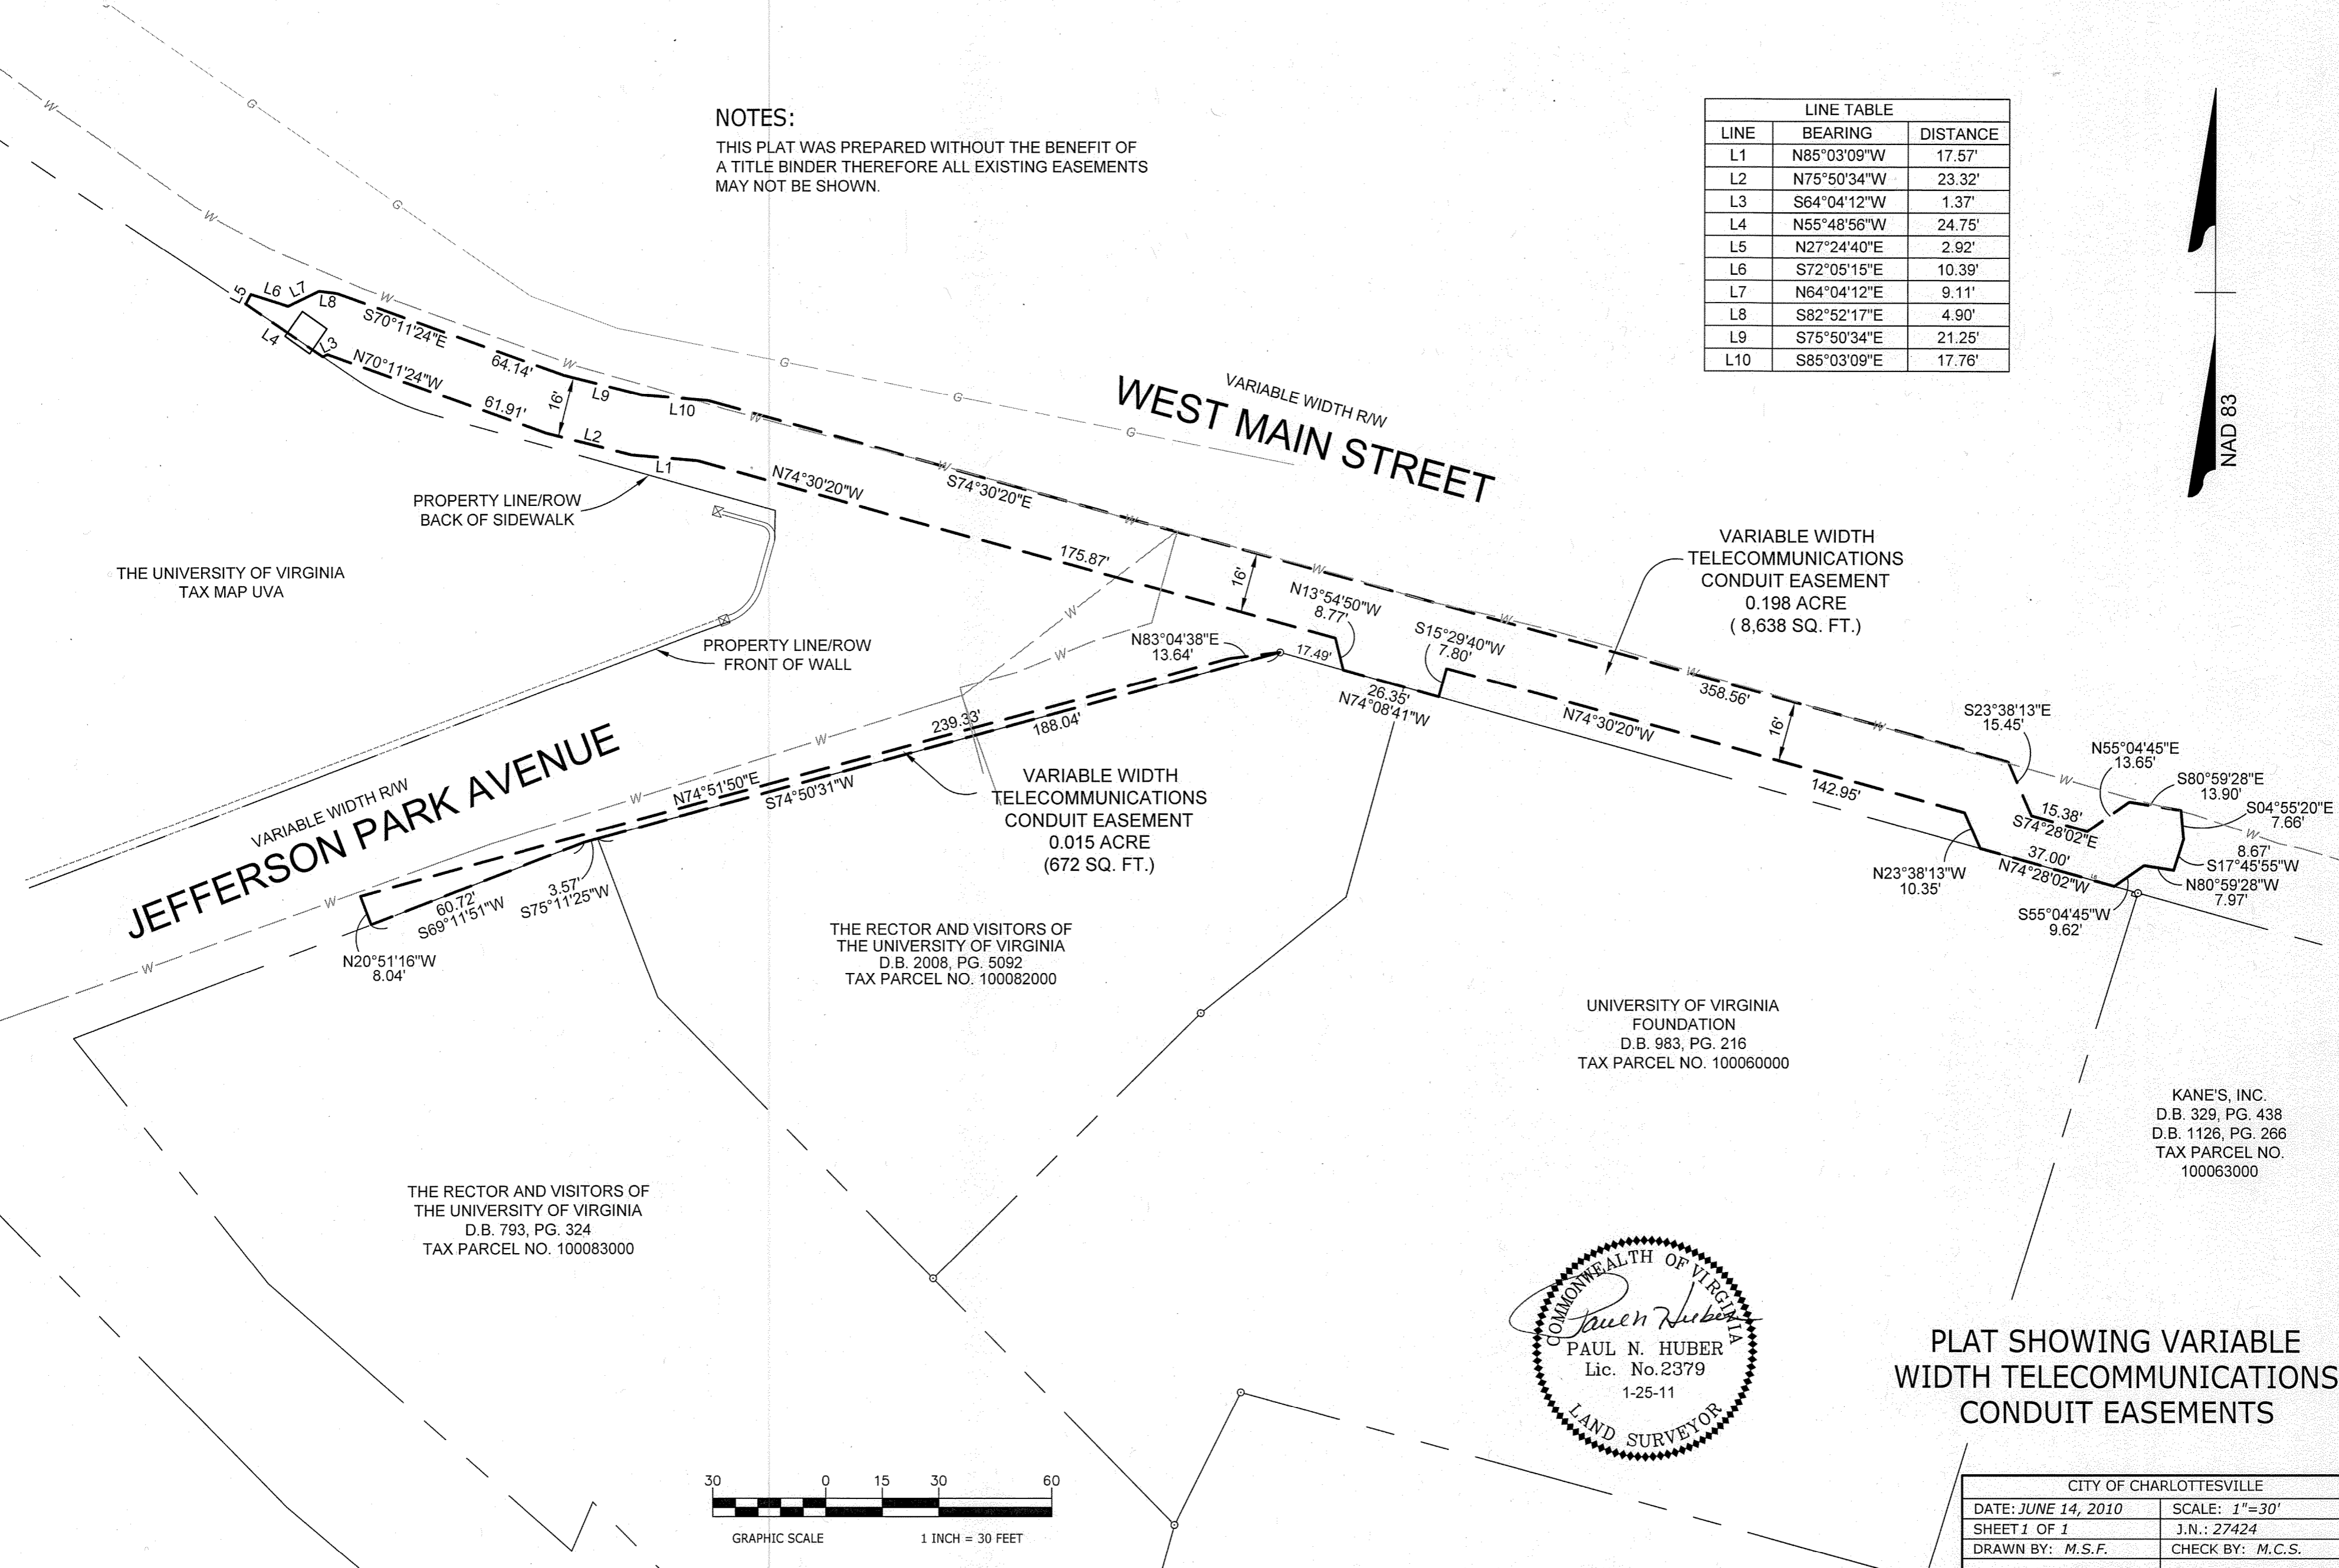 NOTES:
THIS PLAT WAS PREPARED WITHOUT THE BENEFIT OF
A TITLE BINDER THEREFORE ALL EXISTING EASEMENTS
MAY NOT BE SHOWN.
LINE TABLE
LINE BEARING DISTANCE
L1 N85°03'09"W 17.57'
L2 N75°50'34"W 23.32'
L3 S64°04'12"W 1.37'
L4 N55°48'56"W 24.75'
L5 N27°24'40"E 2.92'
L6 S72°05'15"E 10.39'
L7 N64°04'12"E 9.11'
L8 S82°52'17"E 4.90'
L9 S75°50'34"E 21.25'
L10 S85°03'09"E 17.76'
NAD 83
W
G
W
G
W
L5
L6
L7
L8
L4
L3
W
S70°11'24"E
64.14'
W
N70°11'24"W
61.91'
16'
L9
L10
L2
L1
G
G
G
W
W
W
VARIABLE WIDTH R/W
WEST MAIN STREET
N74°30'20"W
S74°30'20"E
175.87'
PROPERTY LINE/ROW
BACK OF SIDEWALK
THE UNIVERSITY OF VIRGINIA
TAX MAP UVA
PROPERTY LINE/ROW
FRONT OF WALL
16'
W
W
W
W
W
W
W
N13°54'50"W
8.77'
S15°29'40"W
7.80'
VARIABLE WIDTH
TELECOMMUNICATIONS
CONDUIT EASEMENT
0.198 ACRE
( 8,638 SQ. FT.)
N83°04'38"E
13.64'
17.49'
26.35'
N74°08'41"W
358.56'
N74°30'20"W
16'
142.95'
S23°38'13"E
15.45'
N55°04'45"E
13.65'
S80°59'28"E
13.90'
S04°55'20"E
7.66'
W
15.38'
S74°28'02"E
37.00'
N74°28'02"W
8.67'
S17°45'55"W
N80°59'28"W
7.97'
N23°38'13"W
10.35'
S55°04'45"W
9.62'
239.33'
188.04'
W
W
W
W
N74°51'50"E
S74°50'31"W
VARIABLE WIDTH
TELECOMMUNICATIONS
CONDUIT EASEMENT
0.015 ACRE
(672 SQ. FT.)
VARIABLE WIDTH R/W
JEFFERSON PARK AVENUE
60.72'
S69°11'51"W
3.57'
S75°11'25"W
N20°51'16"W
8.04'
THE RECTOR AND VISITORS OF
THE UNIVERSITY OF VIRGINIA
D.B. 2008, PG. 5092
TAX PARCEL NO. 100082000
UNIVERSITY OF VIRGINIA
FOUNDATION
D.B. 983, PG. 216
TAX PARCEL NO. 100060000
KANE'S, INC.
D.B. 329, PG. 438
D.B. 1126, PG. 266
TAX PARCEL NO.
100063000
THE RECTOR AND VISITORS OF
THE UNIVERSITY OF VIRGINIA
D.B. 793, PG. 324
TAX PARCEL NO. 100083000
COMMONWEALTH OF VIRGINIA
Paul N Huber
PAUL N. HUBER
Lic. No.2379
1-25-11
LAND SURVEYOR
PLAT SHOWING VARIABLE
WIDTH TELECOMMUNICATIONS
CONDUIT EASEMENTS
30 0 15 30 60
GRAPHIC SCALE 1 INCH = 30 FEET
CITY OF CHARLOTTESVILLE
DATE: JUNE 14, 2010 SCALE: 1"=30'
SHEET 1 OF 1 J.N.: 27424
DRAWN BY: M.S.F. CHECK BY: M.C.S.